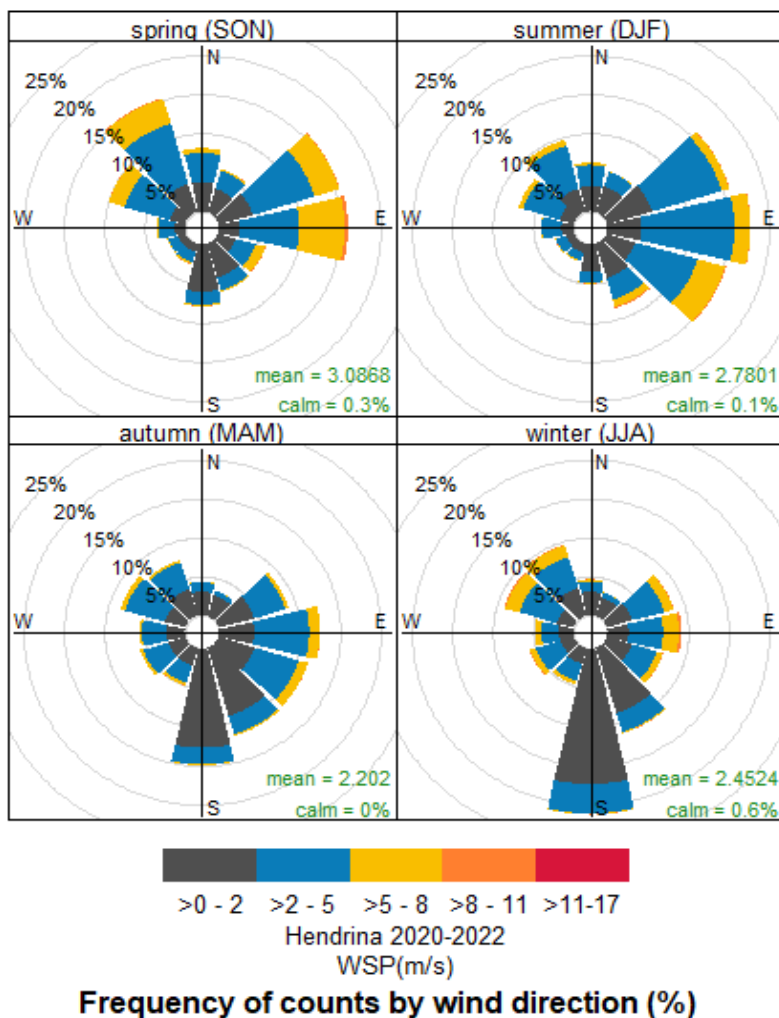 spring (SON)
summer (DJF)
N
25%
20%
15%
10%
5%
W
E
S
mean = 3.0868
calm = 0.3%
N
25%
20%
15%
10%
5%
W
E
S
mean = 2.7801
calm = 0.1%
autumn (MAM)
winter (JJA)
N
25%
20%
15%
10%
5%
W
E
S
mean = 2.202
calm = 0%
N
25%
20%
15%
10%
5%
W
E
S
mean = 2.4524
calm = 0.6%
>0 - 2 >2 - 5 >5 - 8 >8 - 11 >11-17
Hendrina 2020-2022
WSP(m/s)
Frequency of counts by wind direction (%)